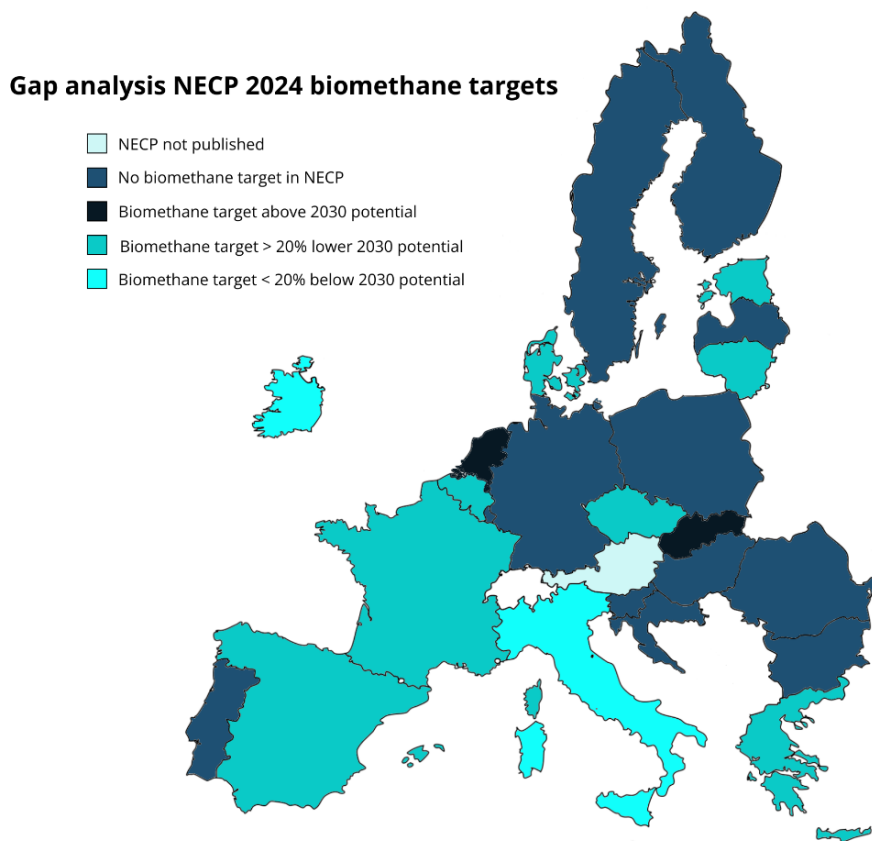 Gap analysis NECP 2024 biomethane targets
NECP not published
No biomethane target in NECP
Biomethane target above 2030 potential
Biomethane target > 20% lower 2030 potential
Biomethane target < 20% below 2030 potential